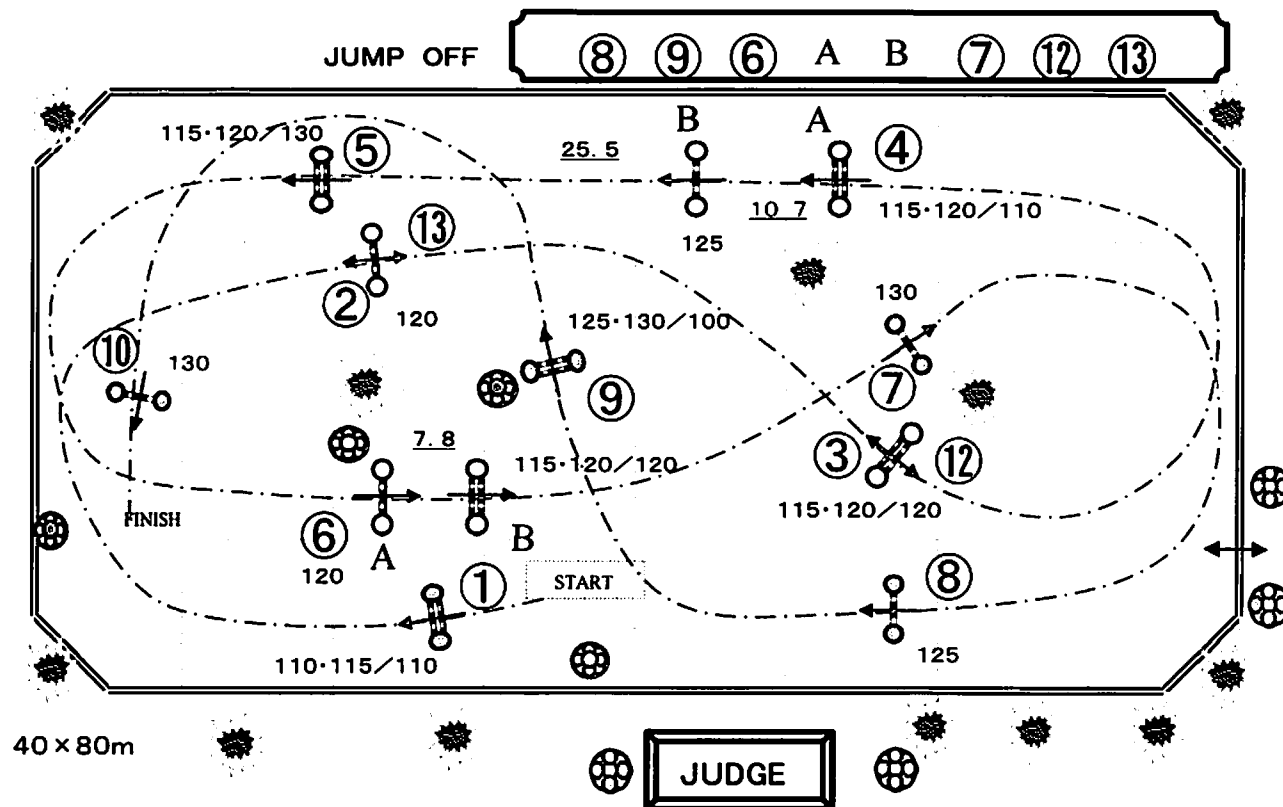 JUMP OFF ⑧ ⑨ ⑥ A B ⑦ ⑫ ⑬
115·120/130 ⑤ 25.5 B A ④
10.7 115·120/110
125
⑬
② 120
130
125·130/100
⑩ 130
⑦
⑨
7.8
115·120/120
③ ⑫
115·120/120
FINISH
⑥ A B
120
① START ⑧
110·115/110
125
40×80m
JUDGE